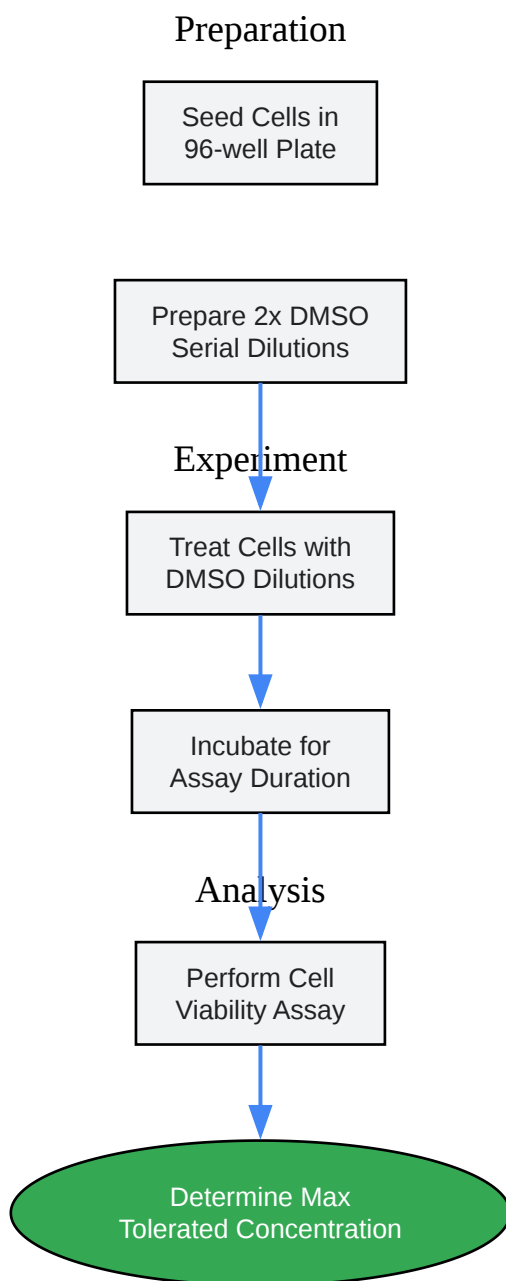 Preparation
Seed Cells in
96-well Plate
Prepare 2x DMSO
Serial Dilutions
Experiment
Treat Cells with
DMSO Dilutions
Incubate for
Assay Duration
Analysis
Perform Cell
Viability Assay
Determine Max
Tolerated Concentration